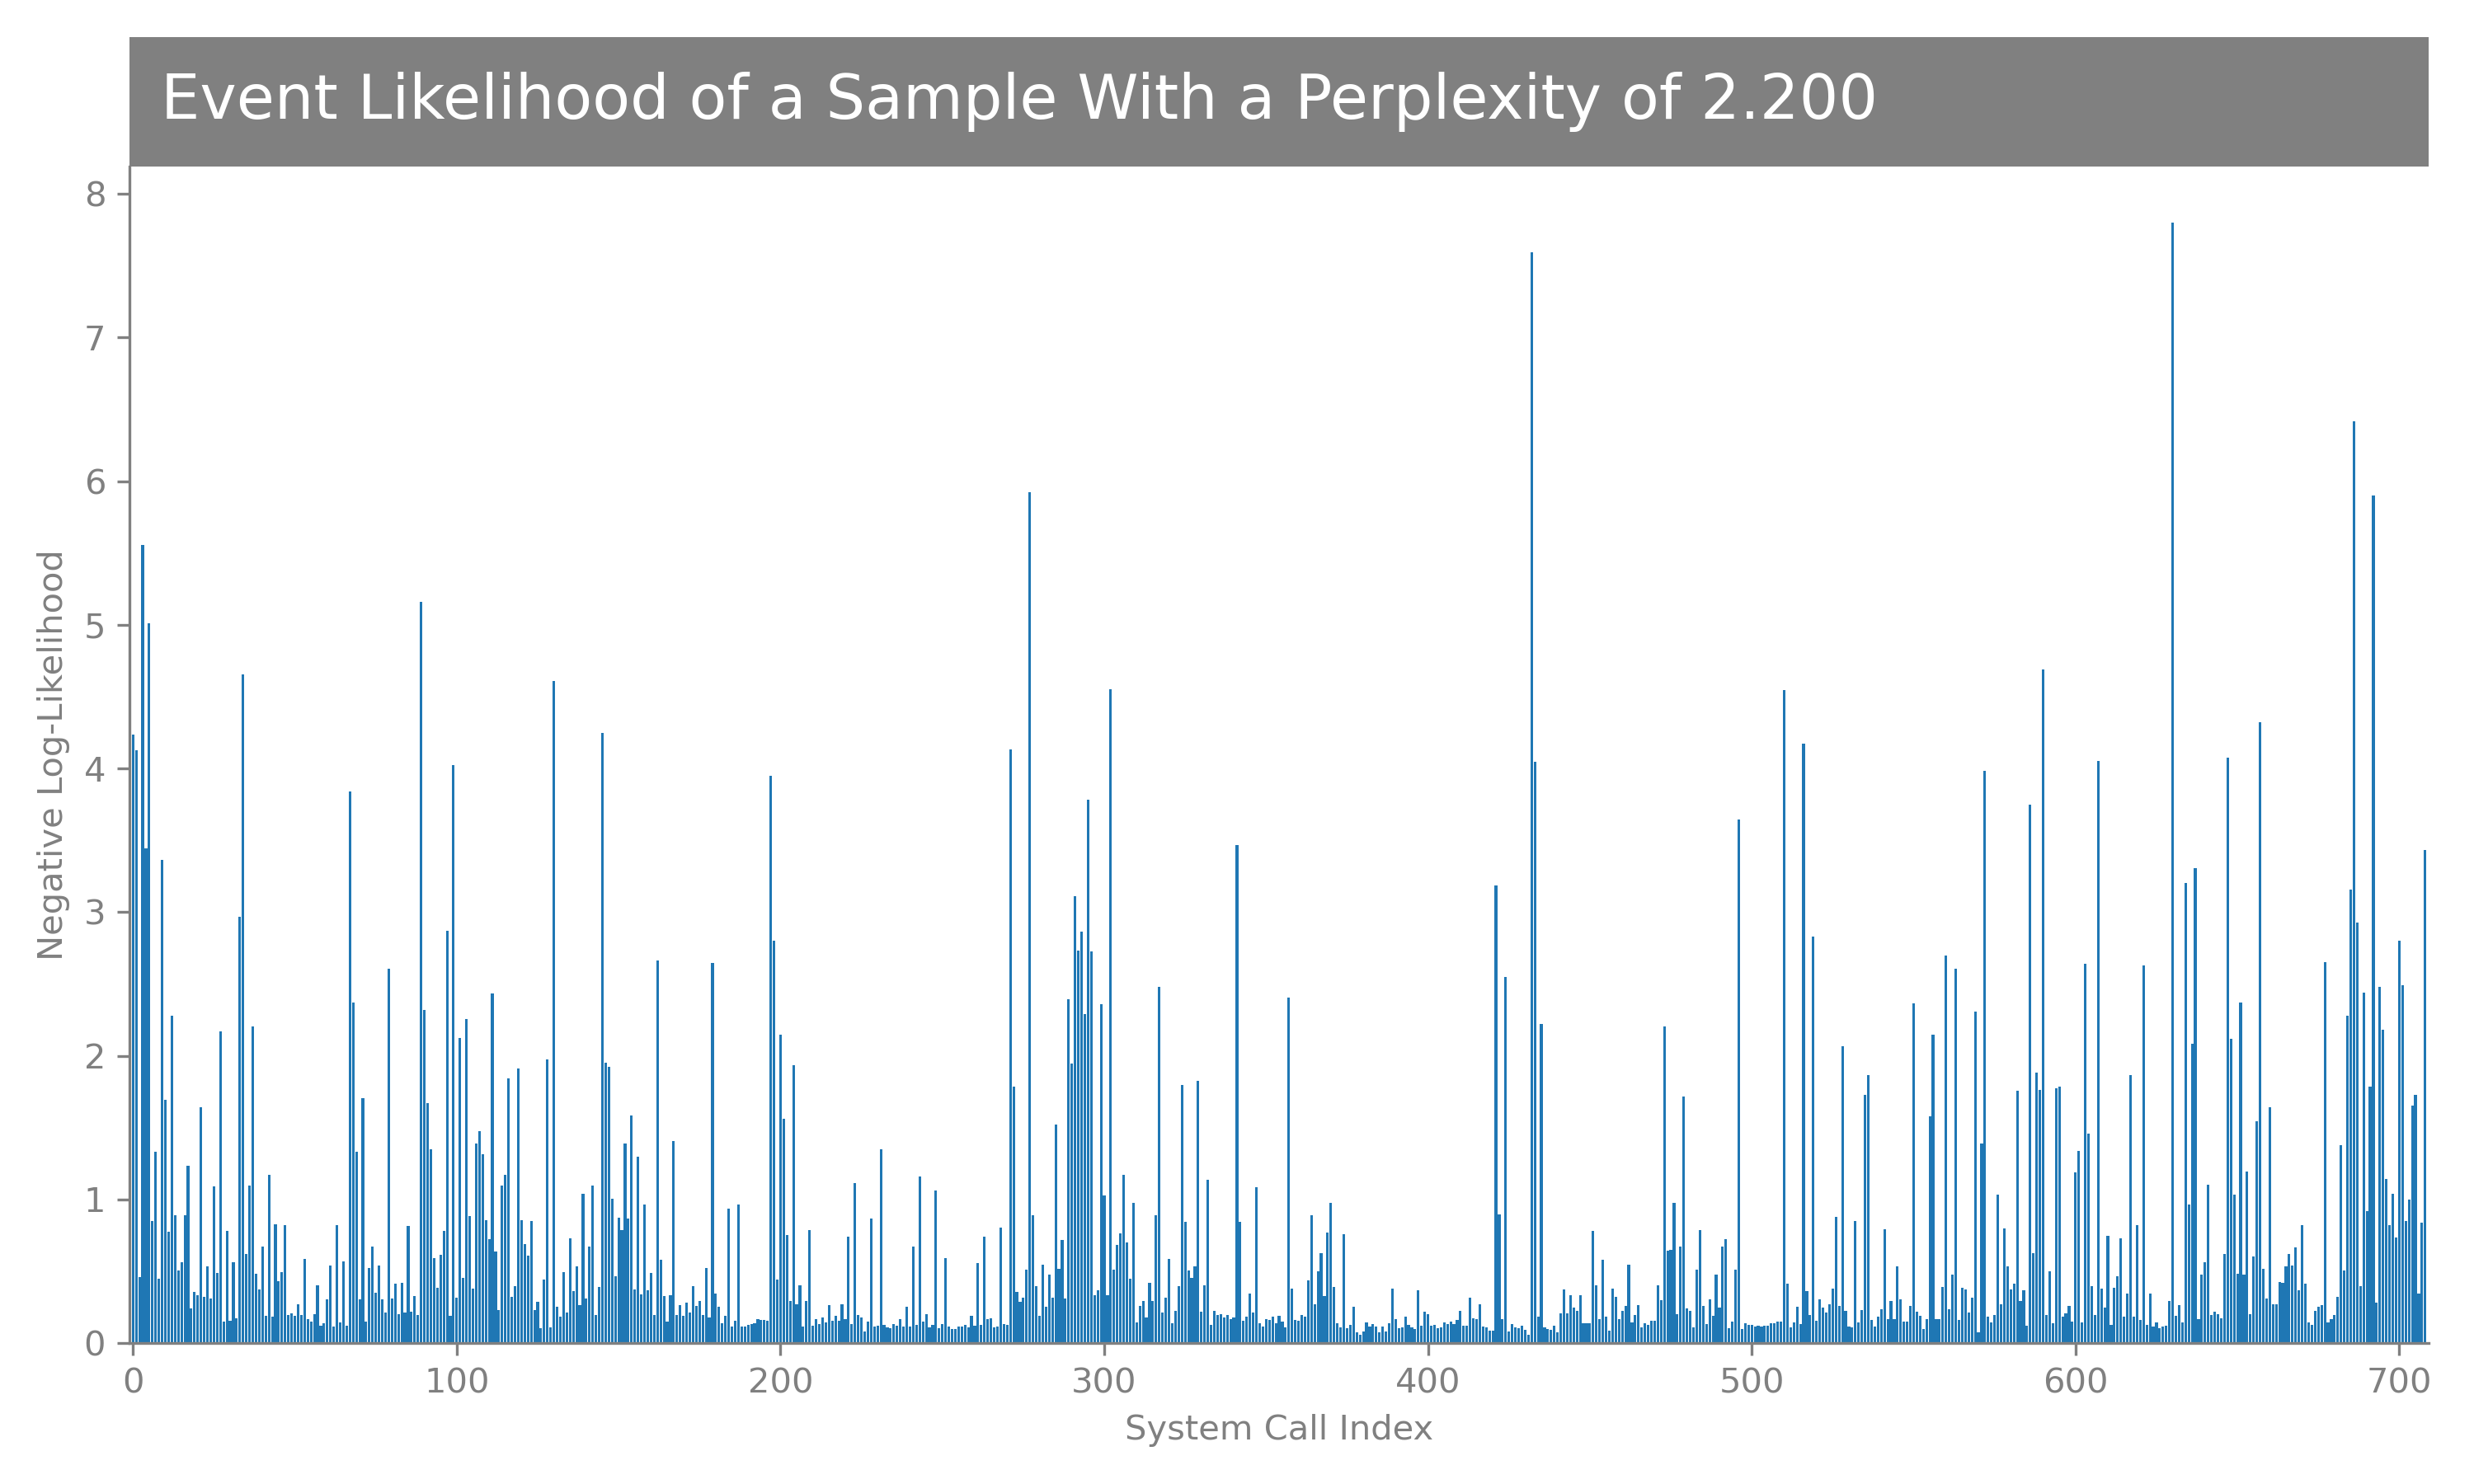 Event Likelihood of a Sample With a Perplexity of 2.200
8
7
6
5
4
3
2
1
0
Negative Log-Likelihood
0 100 200 300 400 500 600 700
System Call Index